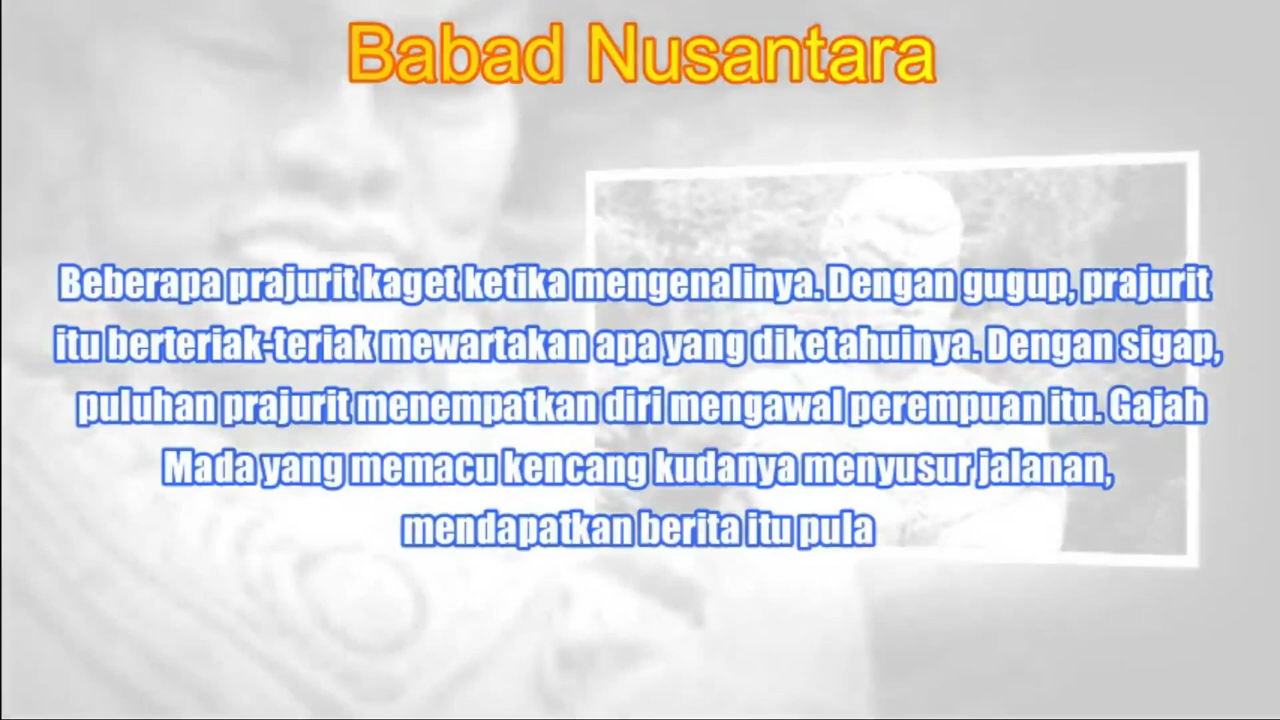 Babad Nusantara
Beberapa prajurit kaget ketika mengenalinya. Dengan gugup, prajurit
itu berteriak-teriak mewartakan apa yang diketahuinya. Dengan sigap,
puluhan prajurit menempatkan diri mengawal perempuan itu. Gajah
Mada yang memacu kencang kudanya menyusur jalanan,
mendapatkan berita itu pula